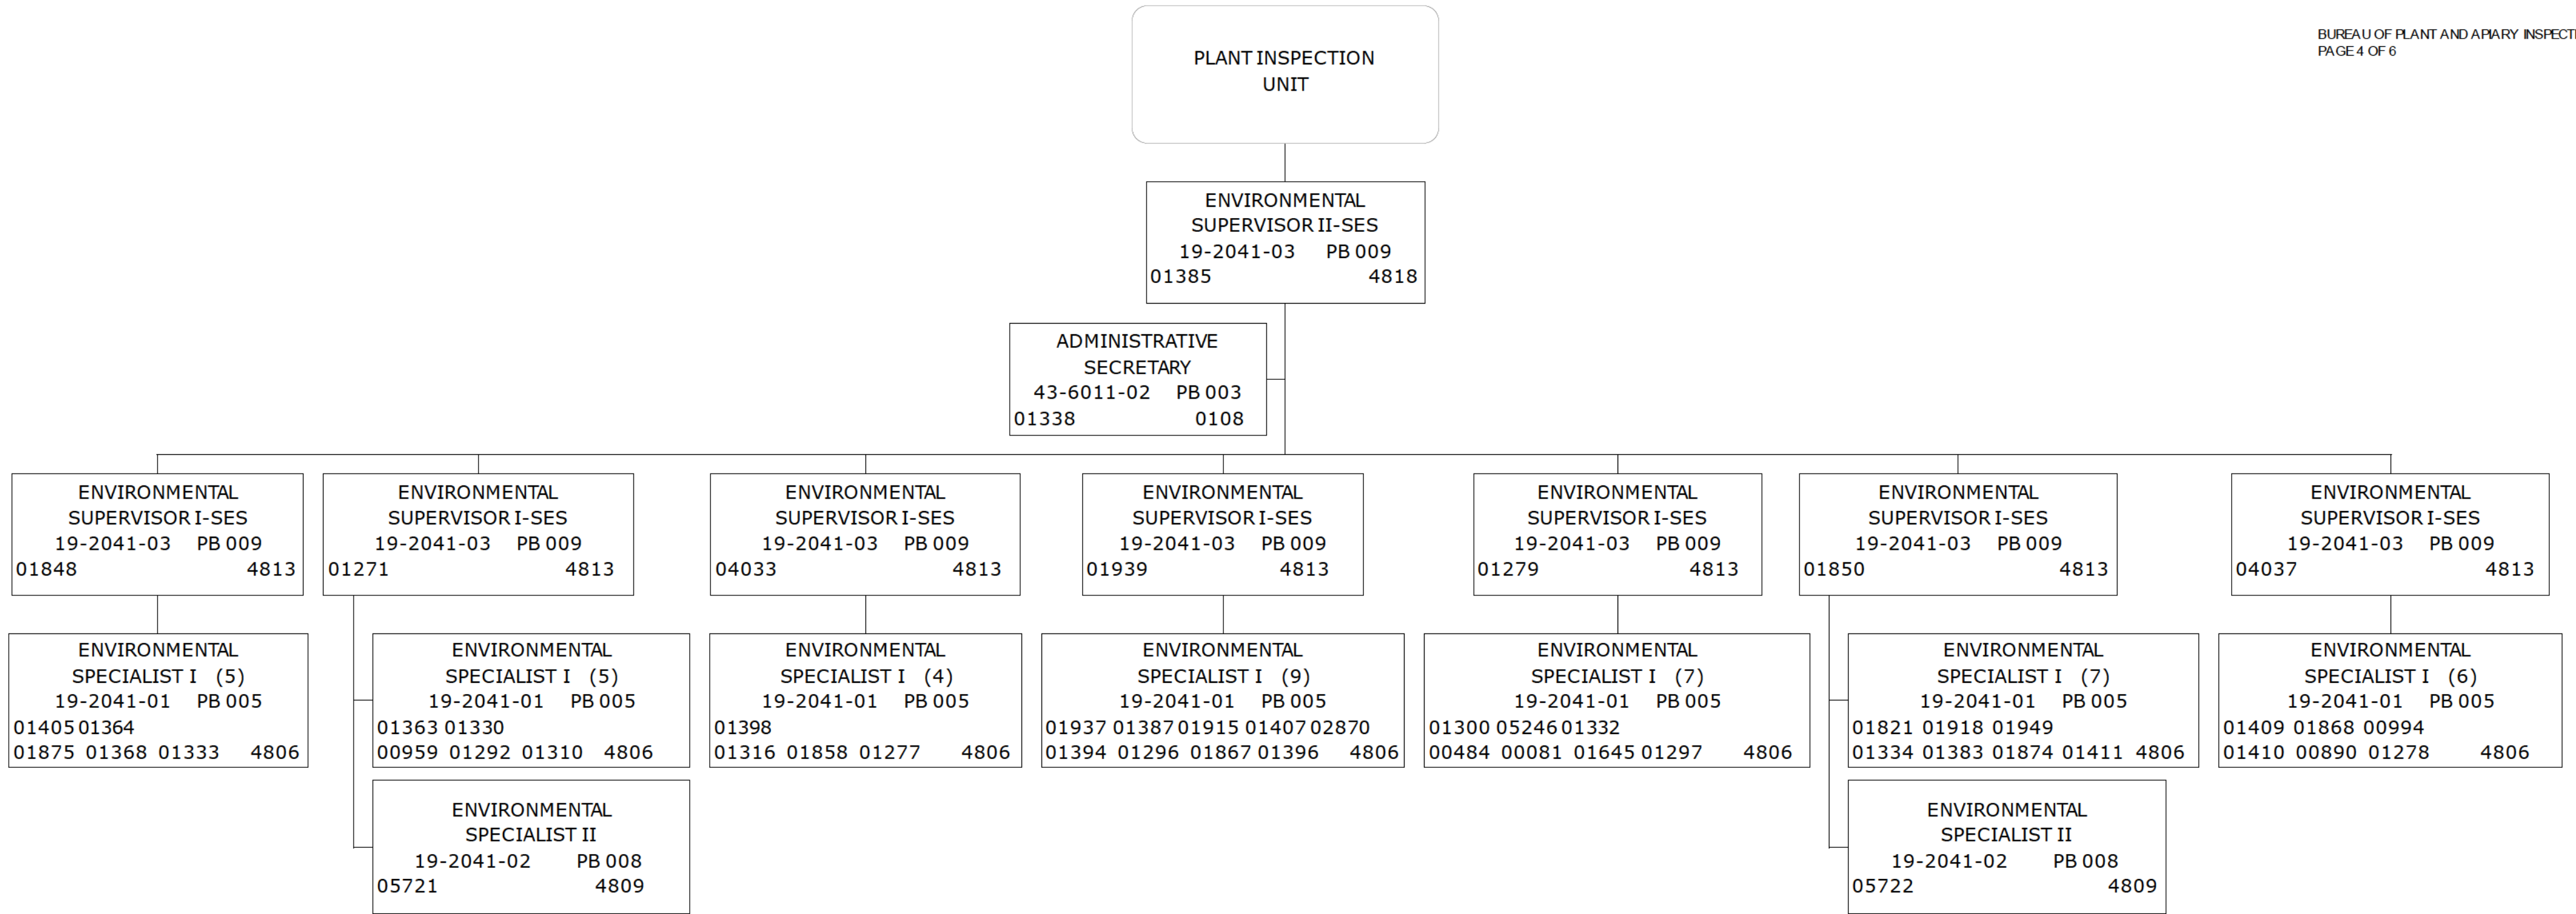 BUREAU OF PLANT AND APIARY INSPECTI
PAGE 4 OF 6
PLANT INSPECTION
UNIT
ENVIRONMENTAL
SUPERVISOR II-SES
19-2041-03 PB 009
01385 4818
ADMINISTRATIVE
SECRETARY
43-6011-02 PB 003
01338 0108
ENVIRONMENTAL
SUPERVISOR I-SES
19-2041-03 PB 009
01848 4813
ENVIRONMENTAL
SUPERVISOR I-SES
19-2041-03 PB 009
01271 4813
ENVIRONMENTAL
SUPERVISOR I-SES
19-2041-03 PB 009
04033 4813
ENVIRONMENTAL
SUPERVISOR I-SES
19-2041-03 PB 009
01939 4813
ENVIRONMENTAL
SUPERVISOR I-SES
19-2041-03 PB 009
01279 4813
ENVIRONMENTAL
SUPERVISOR I-SES
19-2041-03 PB 009
01850 4813
ENVIRONMENTAL
SUPERVISOR I-SES
19-2041-03 PB 009
04037 4813
ENVIRONMENTAL
SPECIALIST I (5)
19-2041-01 PB 005
01405 01364
01875 01368 01333 4806
ENVIRONMENTAL
SPECIALIST I (5)
19-2041-01 PB 005
01363 01330
00959 01292 01310 4806
ENVIRONMENTAL
SPECIALIST I (4)
19-2041-01 PB 005
01398
01316 01858 01277 4806
ENVIRONMENTAL
SPECIALIST I (9)
19-2041-01 PB 005
01937 01387 01915 01407 02870
01394 01296 01867 01396 4806
ENVIRONMENTAL
SPECIALIST I (7)
19-2041-01 PB 005
01300 05246 01332
00484 00081 01645 01297 4806
ENVIRONMENTAL
SPECIALIST I (7)
19-2041-01 PB 005
01821 01918 01949
01334 01383 01874 01411 4806
ENVIRONMENTAL
SPECIALIST I (6)
19-2041-01 PB 005
01409 01868 00994
01410 00890 01278 4806
ENVIRONMENTAL
SPECIALIST II
19-2041-02 PB 008
05721 4809
ENVIRONMENTAL
SPECIALIST II
19-2041-02 PB 008
05722 4809